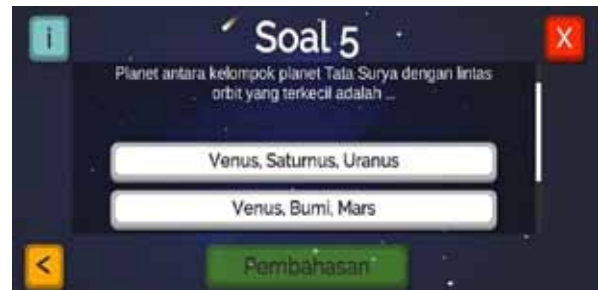 i
Soal 5
X
Planet antara kelompok planet Tata Surya dengan lintas
orbit yang terkecil adalah ...
Venus, Saturnus, Uranus
Venus, Bumi, Mars
<
Pembahasan